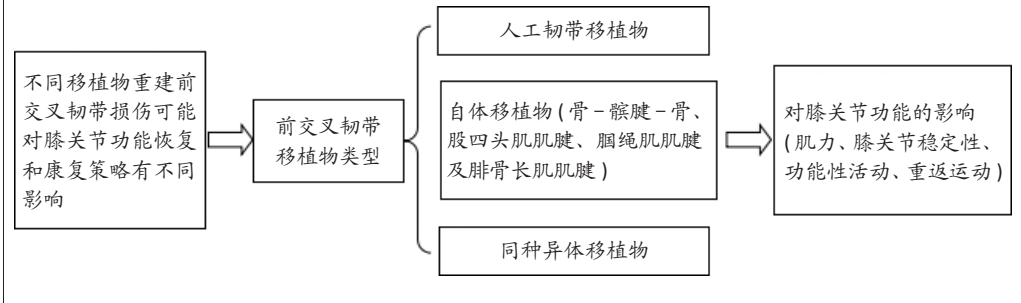 不同移植物重建前
交叉韧带损伤可能
对膝关节功能恢复
和康复策略有不同
影响
前交叉韧带
移植物类型
人工韧带移植物
自体移植物(骨-髌腱-骨、
股四头肌肌腱、腘绳肌肌腱
及腓骨长肌肌腱)
同种异体移植物
对膝关节功能的影响
(肌力、膝关节稳定性、
功能性活动、重返运动)